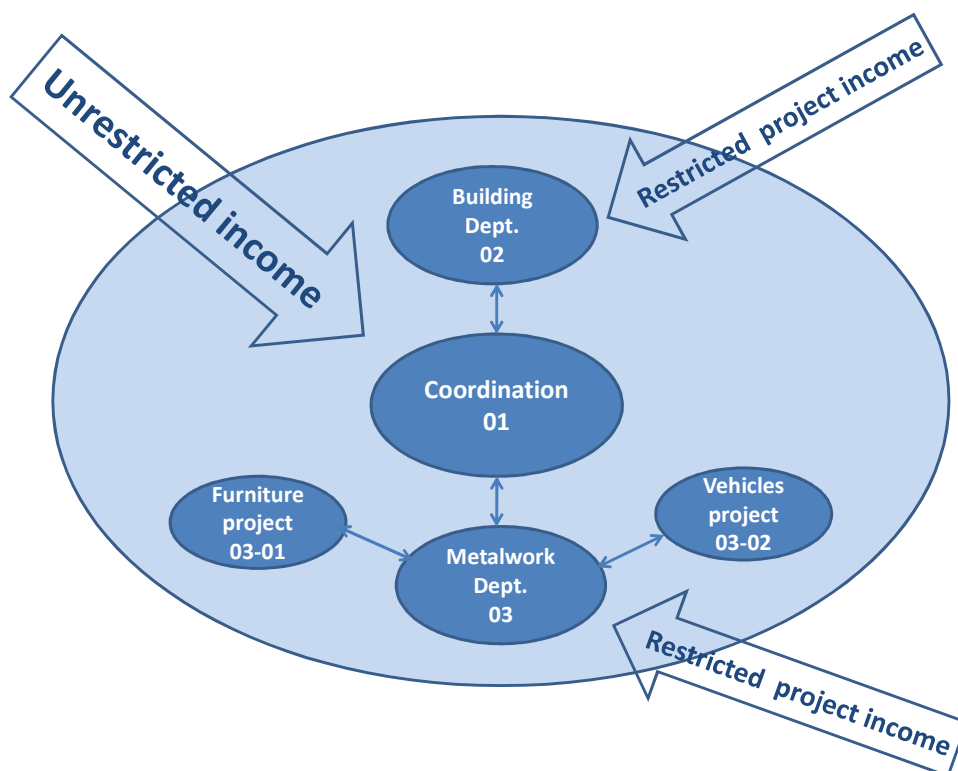 Unrestricted income
Restricted project income
Building
Dept.
02
Coordination
01
Furniture
project
03-01
Vehicles
project
03-02
Metalwork
Dept.
03
Restricted project income